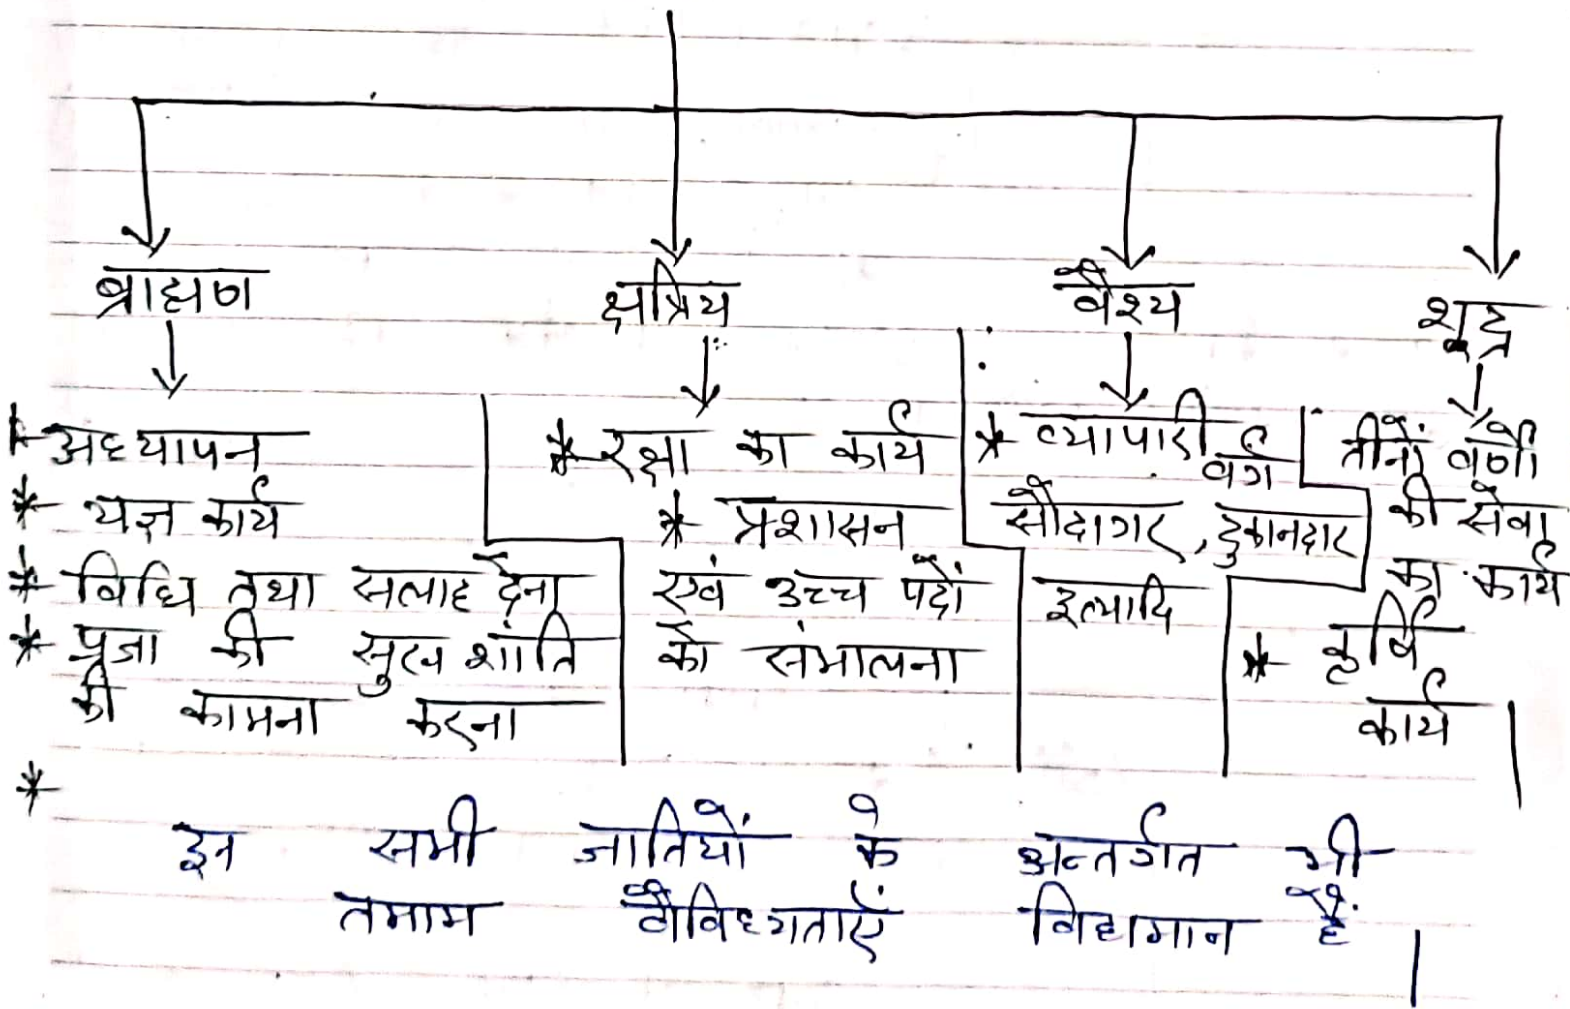 ब्राह्मण
क्षत्रिय
वैश्य
शूद्र
* अध्यापन
* यज्ञ कार्य
* विधि तथा सलाह देना
* प्रजा की सुख शांति
की कामना करना
* रक्षा का कार्य
* प्रशासन
एवं उच्च पदों
को संभालना
* व्यापारी
वर्ग
सौदागर, दुकानदार
इत्यादि
तीनों वर्णों
की सेवा
का कार्य
* कृषि
कार्य
*
इन सभी जातियों के अन्तर्गत भी
तमाम वैविध्यताएँ विद्यमान हैं।